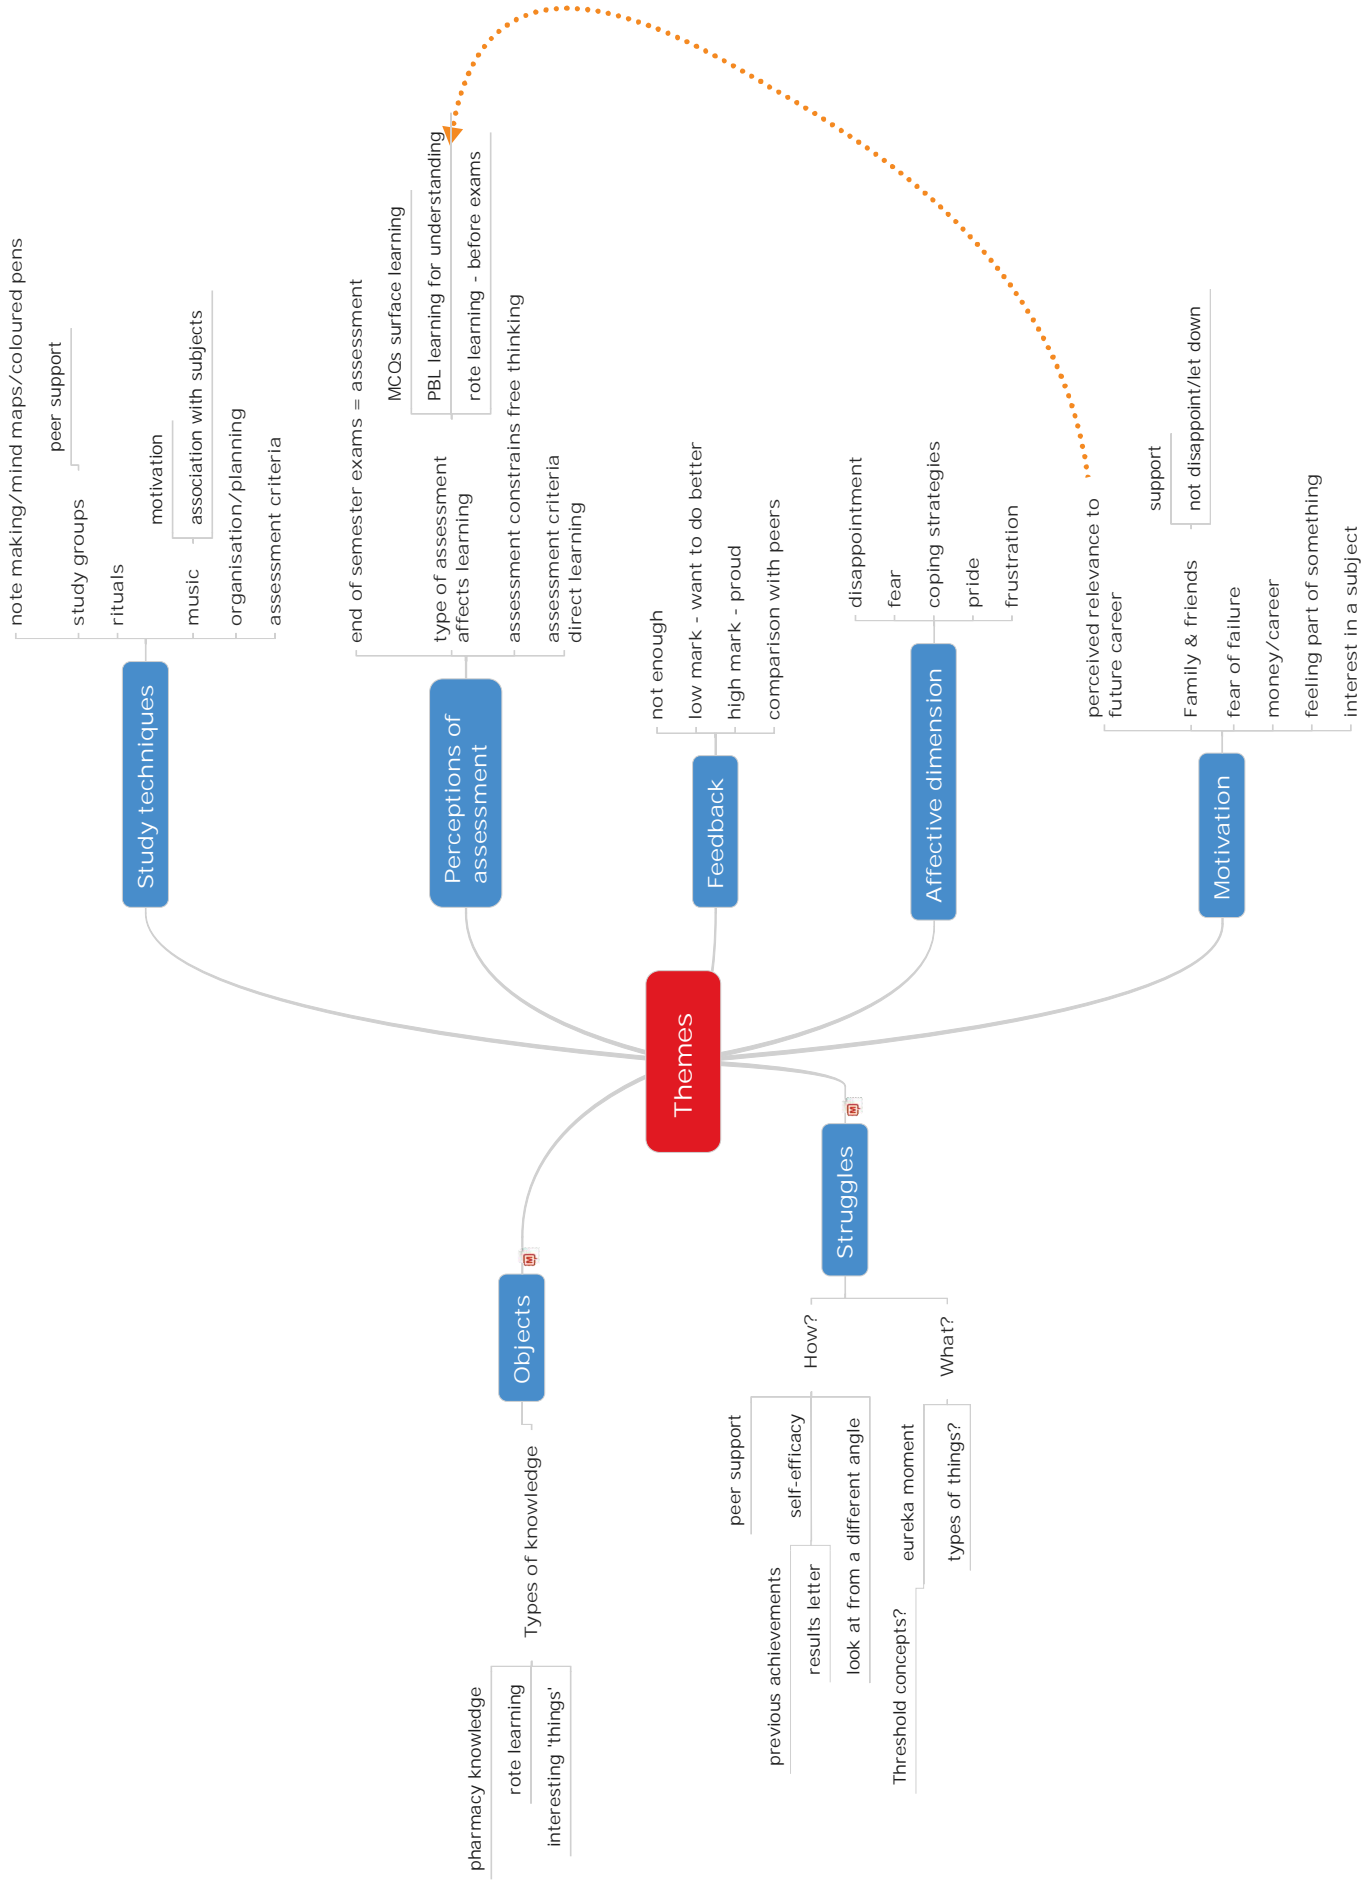 Themes
Study techniques
note making/mind maps/coloured pens
study groups
peer support
rituals
music
motivation
association with subjects
organisation/planning
assessment criteria
Perceptions of
assessment
end of semester exams = assessment
type of assessment
affects learning
MCQs surface learning
PBL learning for understanding
rote learning - before exams
assessment constrains free thinking
assessment criteria
direct learning
Feedback
not enough
low mark - want to do better
high mark - proud
comparison with peers
Affective dimension
disappointment
fear
coping strategies
pride
frustration
Motivation
perceived relevance to
future career
Family & friends
support
not disappoint/let down
fear of failure
money/career
feeling part of something
interest in a subject
Objects
M
Types of knowledge
pharmacy knowledge
rote learning
interesting 'things'
Struggles
M
How?
peer support
self-efficacy
previous achievements
results letter
look at from a different angle
What?
eureka moment
Threshold concepts?
types of things?